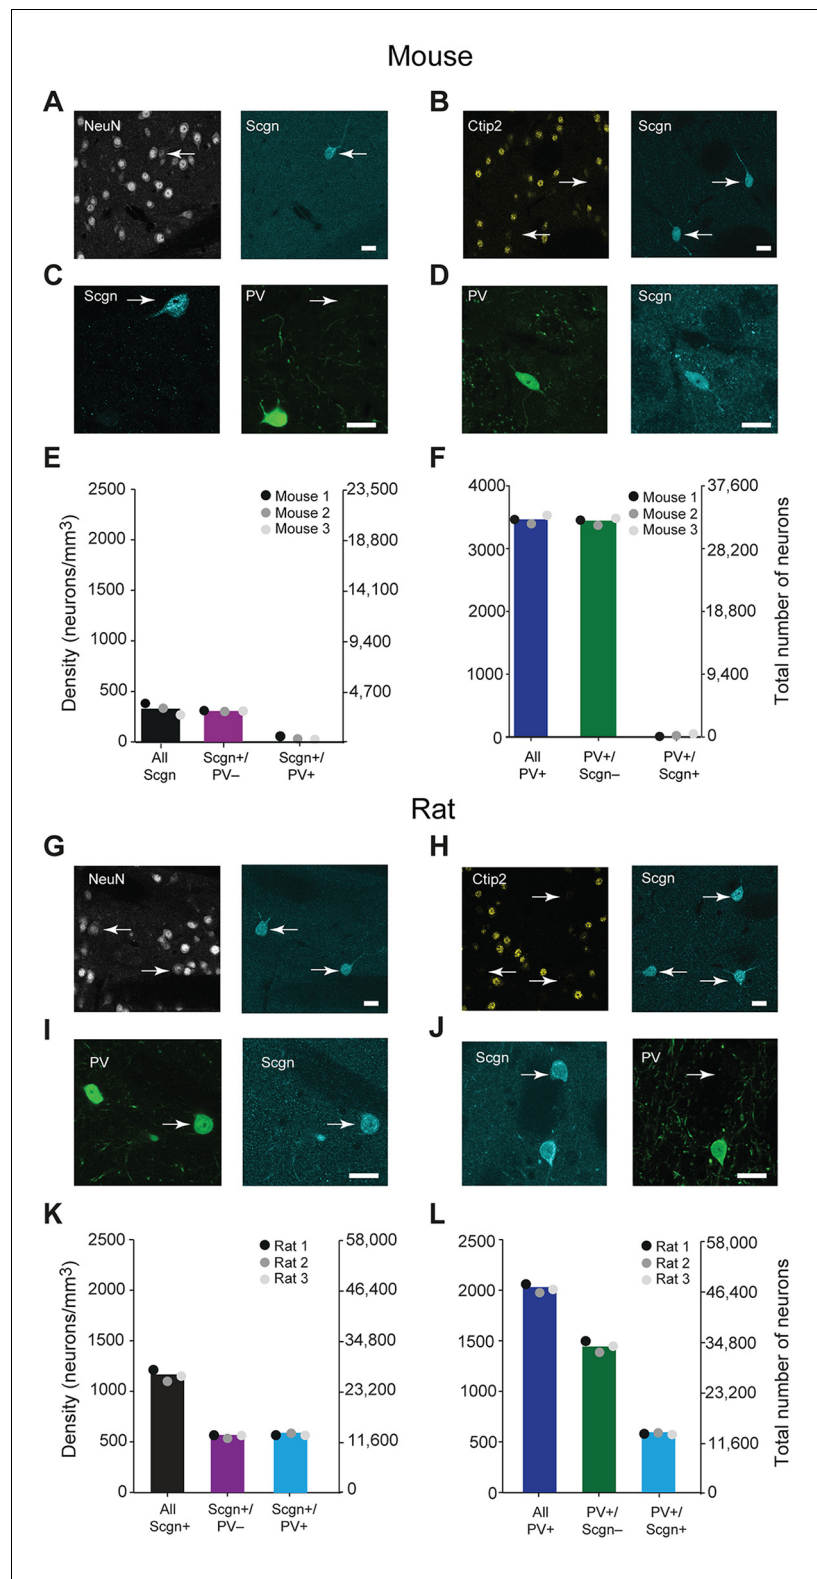 Mouse
A
B
NeuN
Scgn
Ctip2
Scgn
C
D
Scgn
PV
PV
Scgn
E
F
Density (neurons/mm3)
2500
2000
1500
1000
500
0
23,500
18,800
14,100
9,400
4,700
Mouse 1
Mouse 2
Mouse 3
All
Scgn
Scgn+/
PV–
Scgn+/
PV+
4000
3000
2000
1000
0
37,600
28,200
18,800
9,400
0
Total number of neurons
Mouse 1
Mouse 2
Mouse 3
All
PV+
PV+/
Scgn–
PV+/
Scgn+
Rat
G
H
NeuN
Ctip2
Scgn
I
J
PV
Scgn
Scgn
PV
K
L
Density (neurons/mm3)
2500
2000
1500
1000
500
0
58,000
46,400
34,800
23,200
11,600
0
Rat 1
Rat 2
Rat 3
All
Scgn+
Scgn+/
PV–
Scgn+/
PV+
2500
2000
1500
1000
500
0
58,000
46,400
34,800
23,200
11,600
0
Total number of neurons
Rat 1
Rat 2
Rat 3
All
PV+
PV+/
Scgn–
PV+/
Scgn+